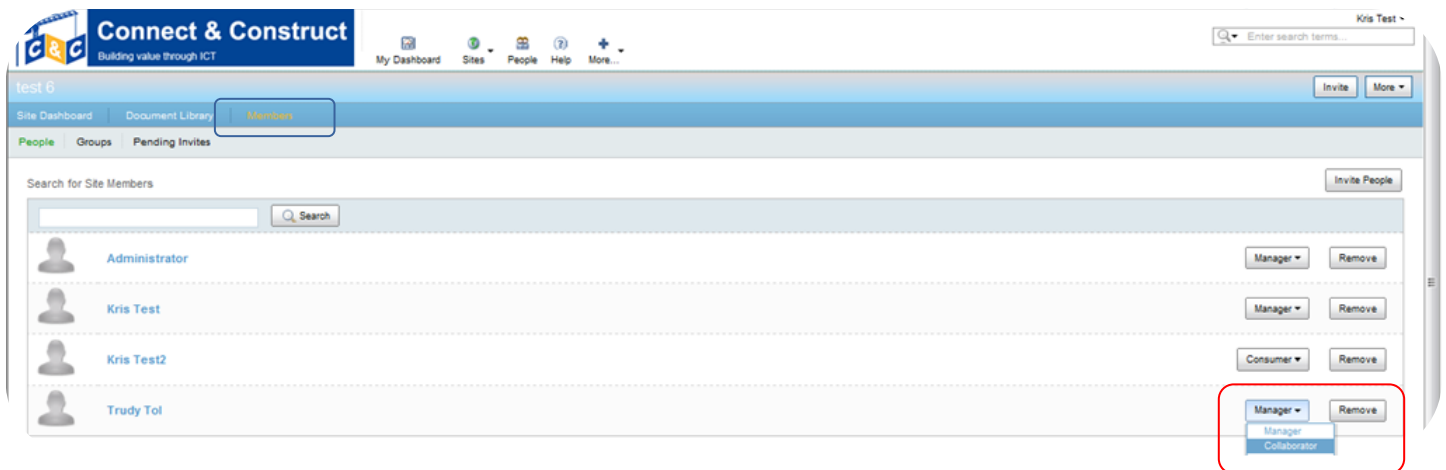 Kris Test
C&C
Connect & Construct
Building value through ICT
My Dashboard Sites People Help More...
Enter search terms...
test 6
Invite More
Site Dashboard Document Library Members
People Groups Pending Invites
Search for Site Members
Invite People
Search
Administrator Manager Remove
Kris Test Manager Remove
Kris Test2 Consumer Remove
Trudy Tol Manager Remove
Manager
Collaborator